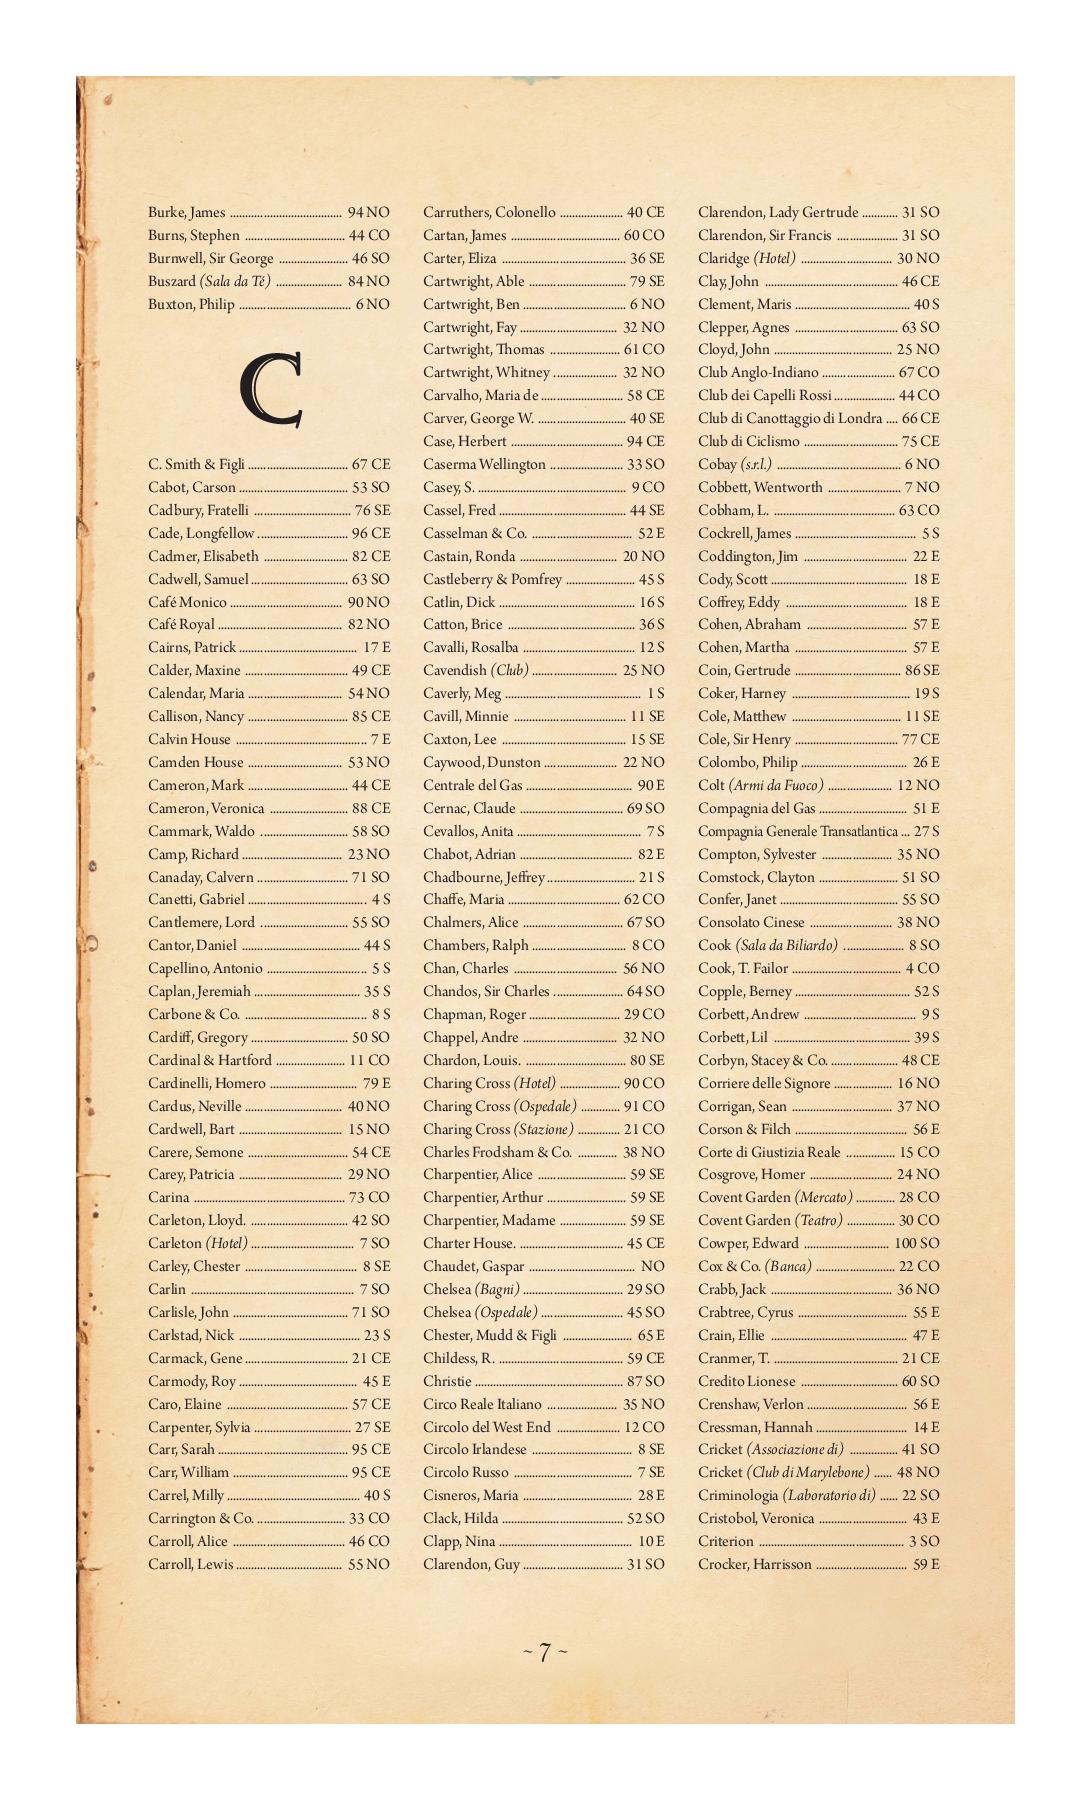 Burke, James 94 NO
Burns, Stephen 44 CO
Burnwell, Sir George 46 SO
Buszard (Sala da Té) 84 NO
Buxton, Philip 6 NO
C
C. Smith & Figli 67 CE
Cabot, Carson 53 SO
Cadbury, Fratelli 76 SE
Cade, Longfellow 96 CE
Cadmer, Elisabeth 82 CE
Cadwell, Samuel 63 SO
Café Monico 90 NO
Café Royal 82 NO
Cairns, Patrick 17 E
Calder, Maxine 49 CE
Calendar, Maria 54 NO
Callison, Nancy 85 CE
Calvin House 7 E
Camden House 53 NO
Cameron, Mark 44 CE
Cameron, Veronica 88 CE
Cammark, Waldo 58 SO
Camp, Richard 23 NO
Canaday, Calvern 71 SO
Canetti, Gabriel 4 S
Cantlemere, Lord 55 SO
Cantor, Daniel 44 S
Capellino, Antonio 5 S
Caplan, Jeremiah 35 S
Carbone & Co. 8 S
Cardiff, Gregory 50 SO
Cardinal & Hartford 11 CO
Cardinelli, Homero 79 E
Cardus, Neville 40 NO
Cardwell, Bart 15 NO
Carere, Semone 54 CE
Carey, Patricia 29 NO
Carina 73 CO
Carleton, Lloyd. 42 SO
Carleton (Hotel) 7 SO
Carley, Chester 8 SE
Carlin 7 SO
Carlisle, John 71 SO
Carlstad, Nick 23 S
Carmack, Gene 21 CE
Carmody, Roy 45 E
Caro, Elaine 57 CE
Carpenter, Sylvia 27 SE
Carr, Sarah 95 CE
Carr, William 95 CE
Carrel, Milly 40 S
Carrington & Co. 33 CO
Carroll, Alice 46 CO
Carroll, Lewis 55 NO
Carruthers, Colonello 40 CE
Cartan, James 60 CO
Carter, Eliza 36 SE
Cartwright, Able 79 SE
Cartwright, Ben 6 NO
Cartwright, Fay 32 NO
Cartwright, Thomas 61 CO
Cartwright, Whitney 32 NO
Carvalho, Maria de 58 CE
Carver, George W. 40 SE
Case, Herbert 94 CE
Caserma Wellington 33 SO
Casey, S. 9 CO
Cassel, Fred 44 SE
Casselman & Co. 52 E
Castain, Ronda 20 NO
Castleberry & Pomfrey 45 S
Catlin, Dick 16 S
Catton, Brice 36 S
Cavalli, Rosalba 12 S
Cavendish (Club) 25 NO
Caverly, Meg 1 S
Cavill, Minnie 11 SE
Caxton, Lee 15 SE
Caywood, Dunston 22 NO
Centrale del Gas 90 E
Cernac, Claude 69 SO
Cevallos, Anita 7 S
Chabot, Adrian 82 E
Chadbourne, Jeffrey 21 S
Chaffe, Maria 62 CO
Chalmers, Alice 67 SO
Chambers, Ralph 8 CO
Chan, Charles 56 NO
Chandos, Sir Charles 64 SO
Chapman, Roger 29 CO
Chappel, Andre 32 NO
Chardon, Louis. 80 SE
Charing Cross (Hotel) 90 CO
Charing Cross (Ospedale) 91 CO
Charing Cross (Stazione) 21 CO
Charles Frodsham & Co. 38 NO
Charpentier, Alice 59 SE
Charpentier, Arthur 59 SE
Charpentier, Madame 59 SE
Charter House. 45 CE
Chaudet, Gaspar NO
Chelsea (Bagni) 29 SO
Chelsea (Ospedale) 45 SO
Chester, Mudd & Figli 65 E
Childess, R. 59 CE
Christie 87 SO
Circo Reale Italiano 35 NO
Circolo del West End 12 CO
Circolo Irlandese 8 SE
Circolo Russo 7 SE
Cisneros, Maria 28 E
Clack, Hilda 52 SO
Clapp, Nina 10 E
Clarendon, Guy 31 SO
Clarendon, Lady Gertrude 31 SO
Clarendon, Sir Francis 31 SO
Claridge (Hotel) 30 NO
Clay, John 46 CE
Clement, Maris 40 S
Clepper, Agnes 63 SO
Cloyd, John 25 NO
Club Anglo-Indiano 67 CO
Club dei Capelli Rossi 44 CO
Club di Canottaggio di Londra 66 CE
Club di Ciclismo 75 CE
Cobay (s.r.l.) 6 NO
Cobbett, Wentworth 7 NO
Cobham, L. 63 CO
Cockrell, James 5 S
Coddington, Jim 22 E
Cody, Scott 18 E
Coffrey, Eddy 18 E
Cohen, Abraham 57 E
Cohen, Martha 57 E
Coin, Gertrude 86 SE
Coker, Harney 19 S
Cole, Matthew 11 SE
Cole, Sir Henry 77 CE
Colombo, Philip 26 E
Colt (Armi da Fuoco) 12 NO
Compagnia del Gas 51 E
Compagnia Generale Transatlantica 27 S
Compton, Sylvester 35 NO
Comstock, Clayton 51 SO
Confer, Janet 55 SO
Consolato Cinese 38 NO
Cook (Sala da Biliardo) 8 SO
Cook, T. Failor 4 CO
Copple, Berney 52 S
Corbett, Andrew 9 S
Corbett, Lil 39 S
Corbyn, Stacey & Co. 48 CE
Corriere delle Signore 16 NO
Corrigan, Sean 37 NO
Corson & Filch 56 E
Corte di Giustizia Reale 15 CO
Cosgrove, Homer 24 NO
Covent Garden (Mercato) 28 CO
Covent Garden (Teatro) 30 CO
Cowper, Edward 100 SO
Cox & Co. (Banca) 22 CO
Crabb, Jack 36 NO
Crabtree, Cyrus 55 E
Crain, Ellie 47 E
Cranmer, T. 21 CE
Credito Lionese 60 SO
Crenshaw, Verlon 56 E
Cressman, Hannah 14 E
Cricket (Associazione di) 41 SO
Cricket (Club di Marylebone) 48 NO
Criminologia (Laboratorio di) 22 SO
Cristobol, Veronica 43 E
Criterion 3 SO
Crocker, Harrisson 59 E
~ 7 ~